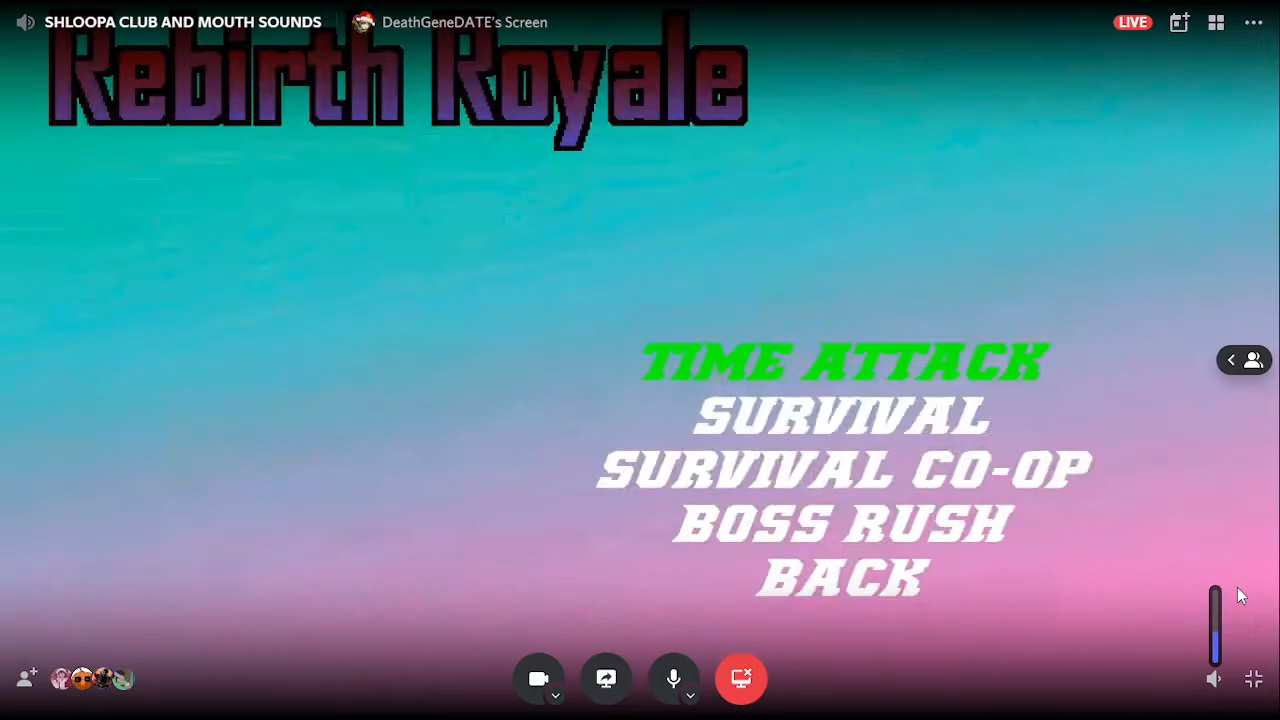 SHLOOPA CLUB AND MOUTH SOUNDS
DeathGeneDATE's Screen
LIVE
Rebirth Royale
TIME ATTACK
SURVIVAL
SURVIVAL CO-OP
BOSS RUSH
BACK